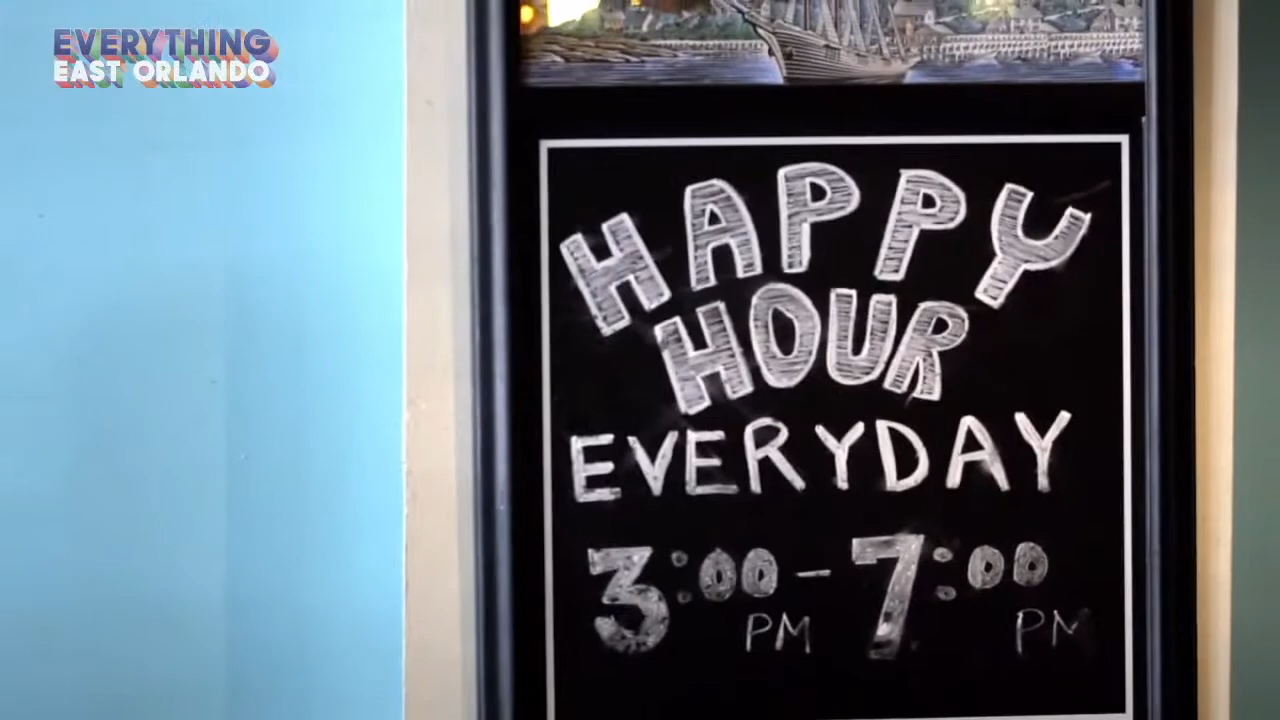 EVERYTHING
EAST ORLANDO
HAPPY
HOUR
EVERYDAY
3:00 - 7:00
PM PM